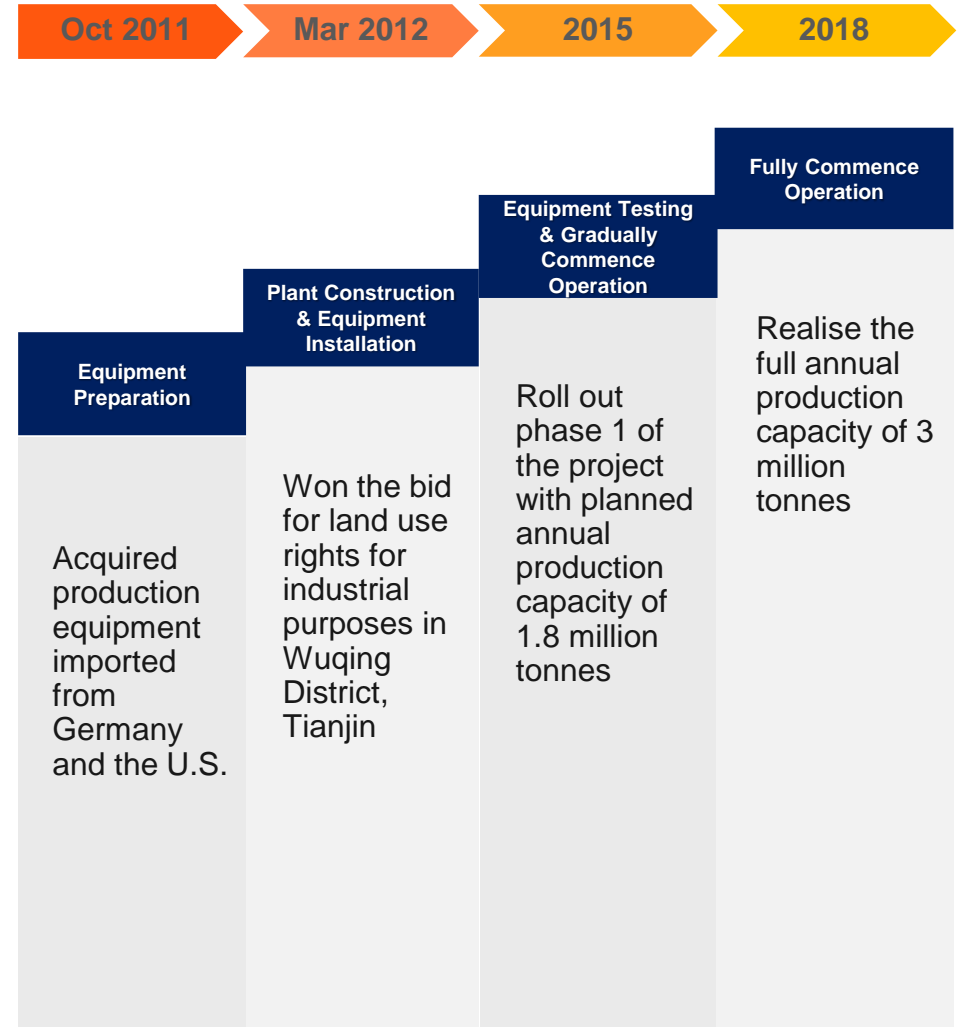 Oct 2011
Mar 2012
2015
2018
Equipment
Preparation
Acquired
production
equipment
imported
from
Germany
and the U.S.
Plant Construction
& Equipment
Installation
Won the bid
for land use
rights for
industrial
purposes in
Wuqing
District,
Tianjin
Equipment Testing
& Gradually
Commence
Operation
Roll out
phase 1 of
the project
with planned
annual
production
capacity of
1.8 million
tonnes
Fully Commence
Operation
Realise the
full annual
production
capacity of 3
million
tonnes